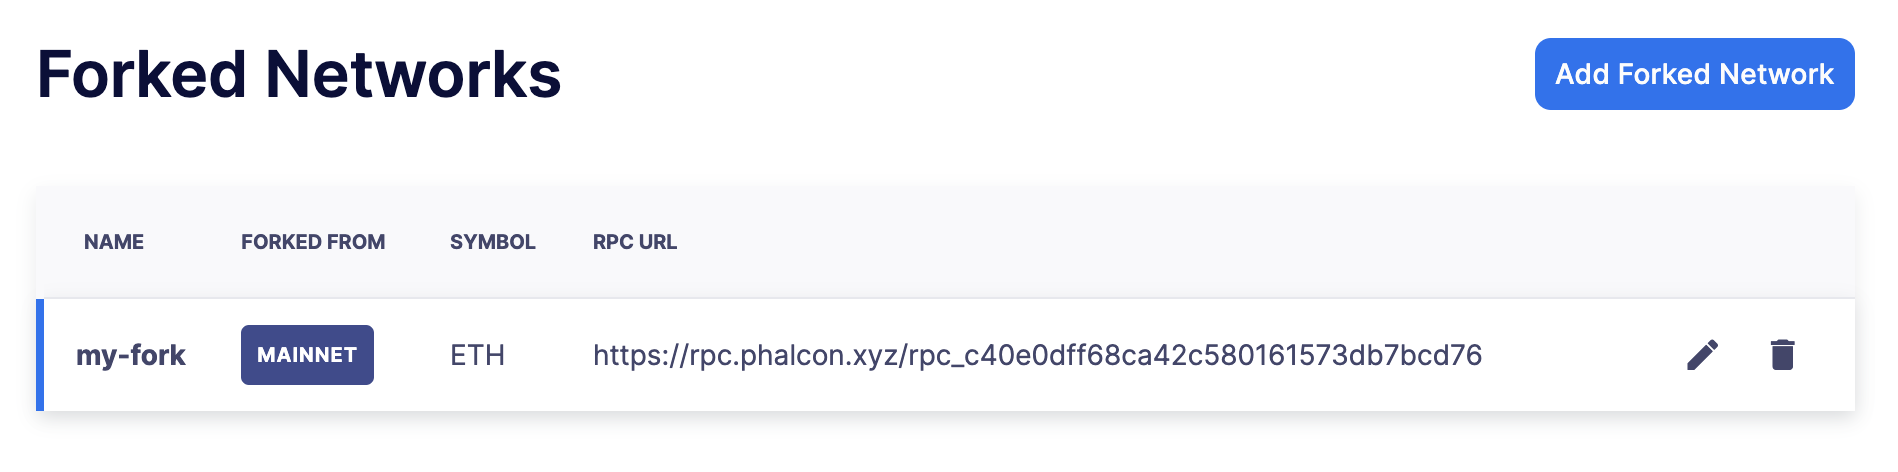 Forked Networks
Add Forked Network
NAME FORKED FROM SYMBOL RPC URL
my-fork MAINNET ETH https://rpc.phalcon.xyz/rpc_c40e0dff68ca42c580161573db7bcd76